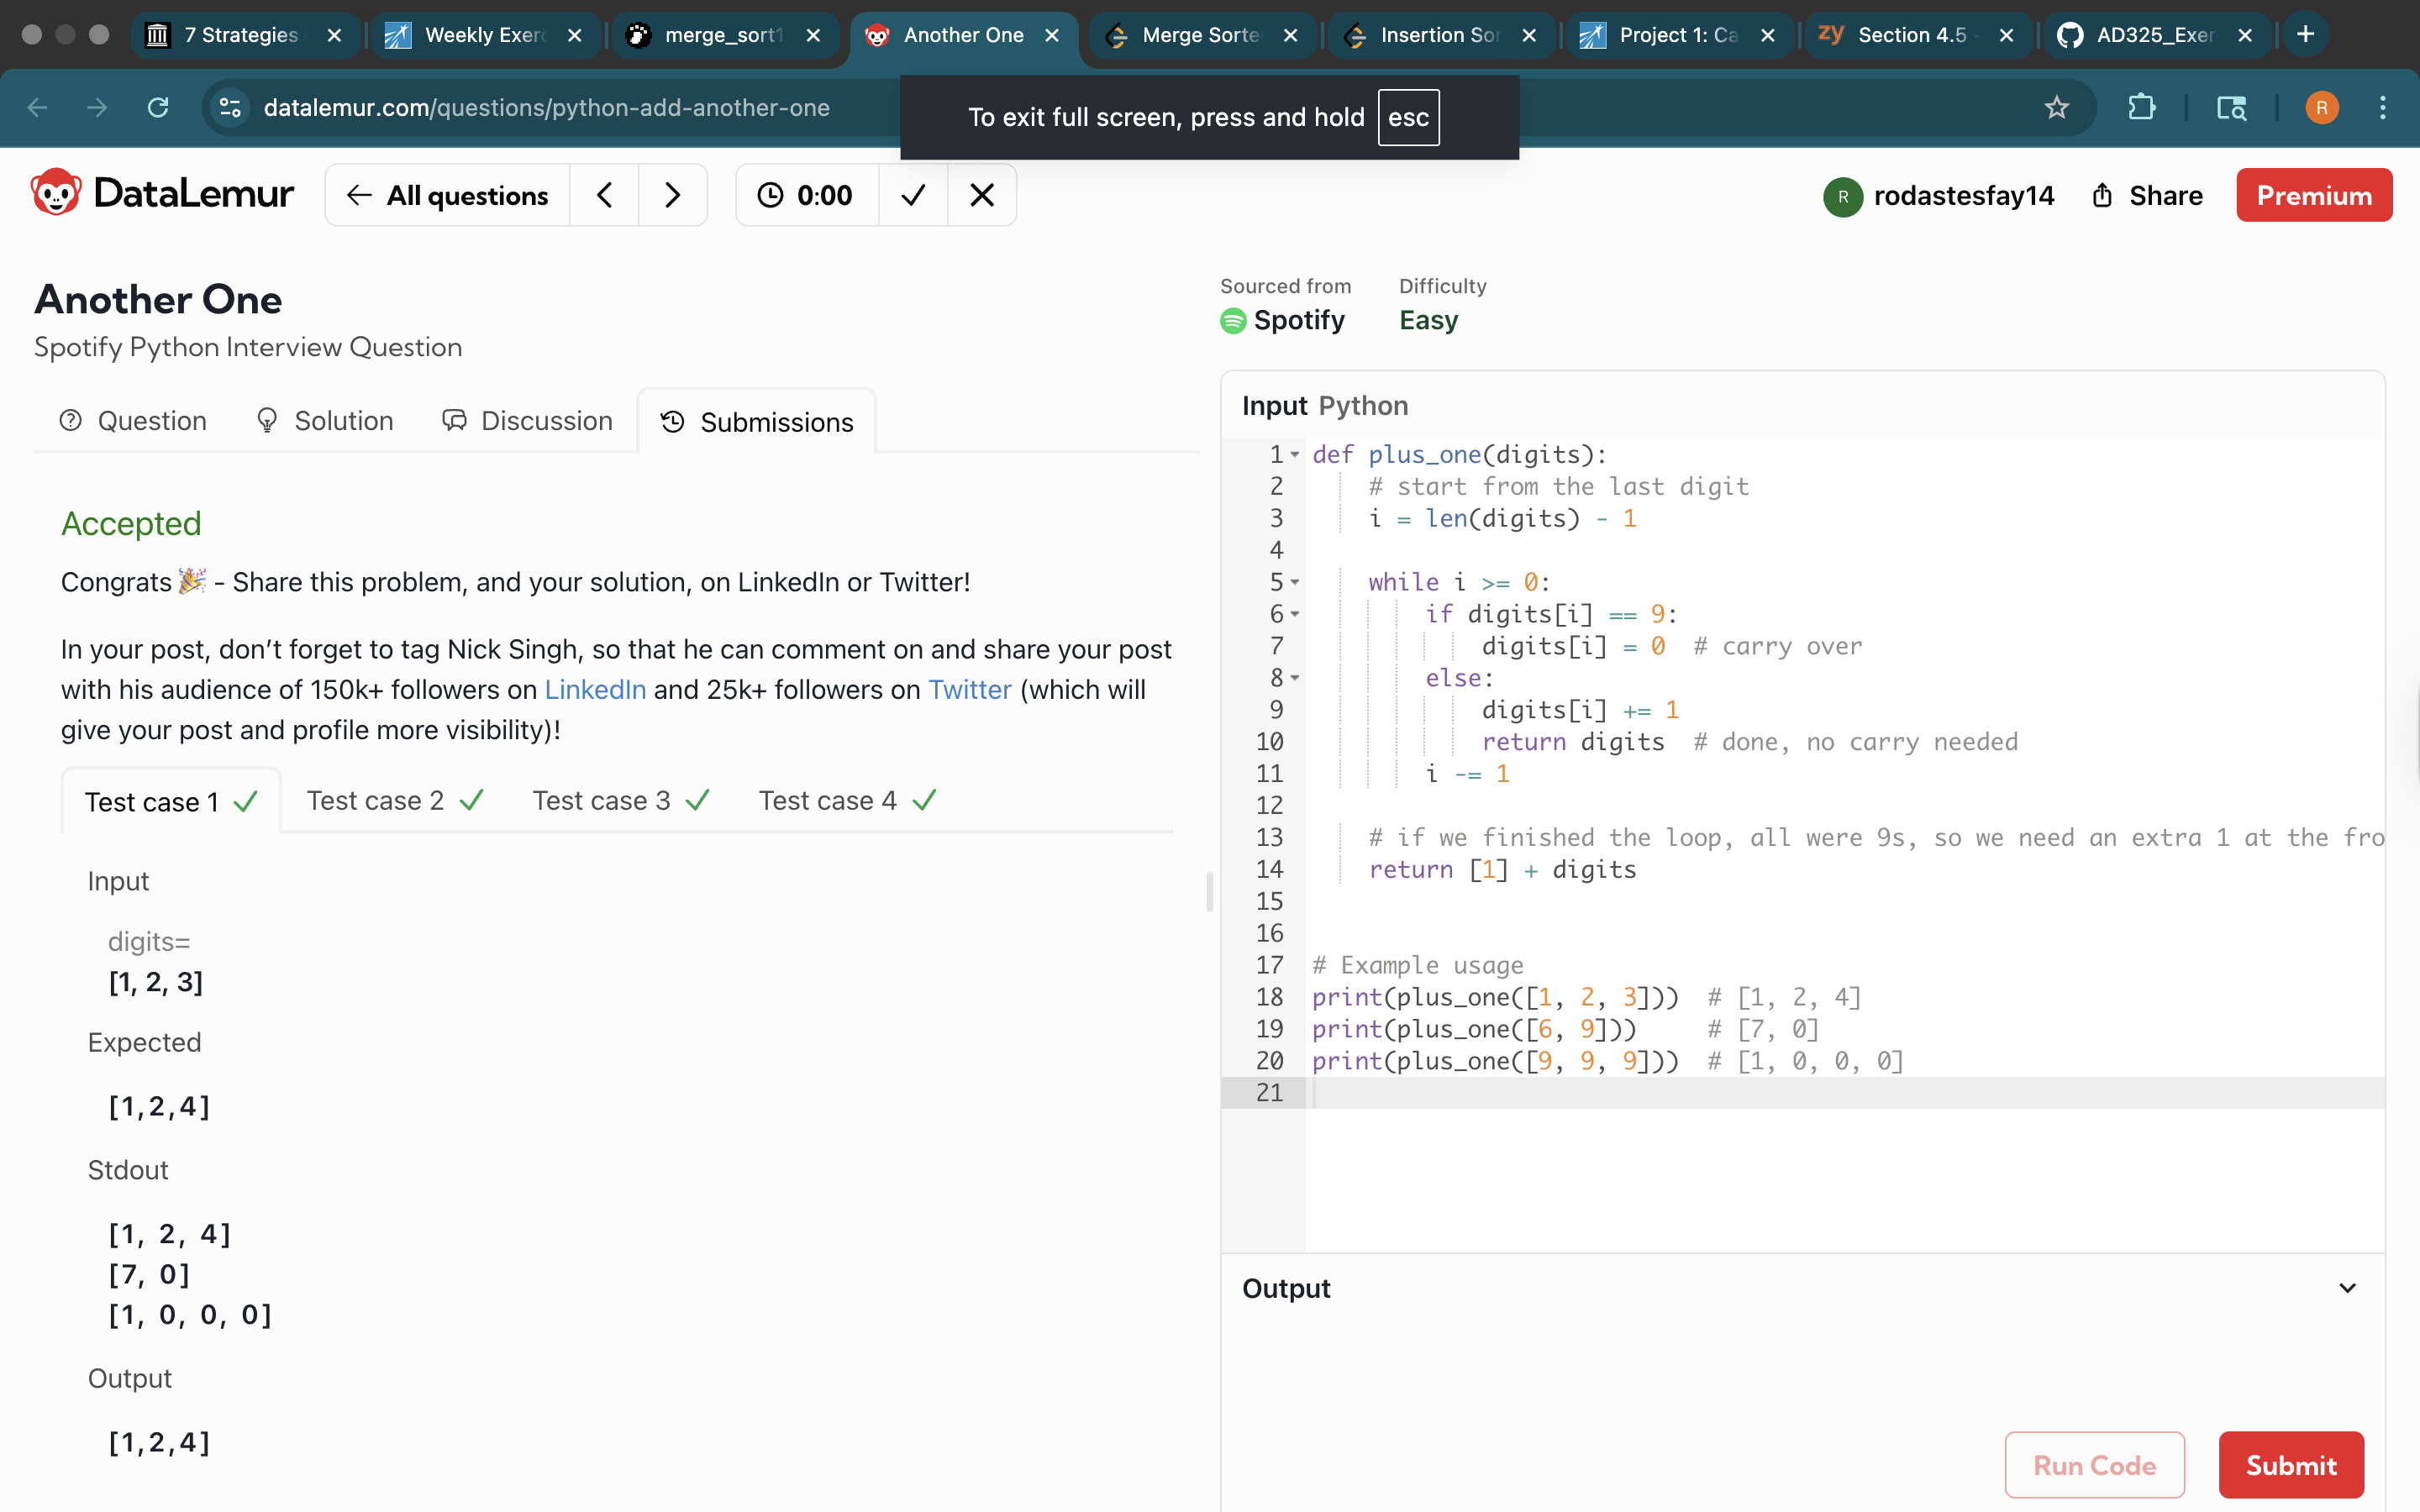 7 Strategies
Weekly Exer
merge_sort1
Another One
Merge Sorte
Insertion Sor
Project 1: Ca
zy Section 4.5
AD325_Exer
datalemur.com/questions/python-add-another-one
To exit full screen, press and hold esc
R
DataLemur
All questions
0:00
R rodastesfay14
Share
Premium
Another One
Spotify Python Interview Question
Question
Solution
Discussion
Submissions
Accepted
Congrats 🎉 - Share this problem, and your solution, on LinkedIn or Twitter!
In your post, don’t forget to tag Nick Singh, so that he can comment on and share your post
with his audience of 150k+ followers on LinkedIn and 25k+ followers on Twitter (which will
give your post and profile more visibility)!
Test case 1
Test case 2
Test case 3
Test case 4
Input
digits=
[1, 2, 3]
Expected
[1,2,4]
Stdout
[1, 2, 4]
[7, 0]
[1, 0, 0, 0]
Output
[1,2,4]
Sourced from
Spotify
Difficulty
Easy
Input Python
1 def plus_one(digits):
2     # start from the last digit
3     i = len(digits) - 1
4
5     while i >= 0:
6         if digits[i] == 9:
7             digits[i] = 0  # carry over
8         else:
9             digits[i] += 1
10             return digits  # done, no carry needed
11         i -= 1
12
13     # if we finished the loop, all were 9s, so we need an extra 1 at the fro
14     return [1] + digits
15
16
17 # Example usage
18 print(plus_one([1, 2, 3]))  # [1, 2, 4]
19 print(plus_one([6, 9]))     # [7, 0]
20 print(plus_one([9, 9, 9]))  # [1, 0, 0, 0]
21
Output
Run Code
Submit